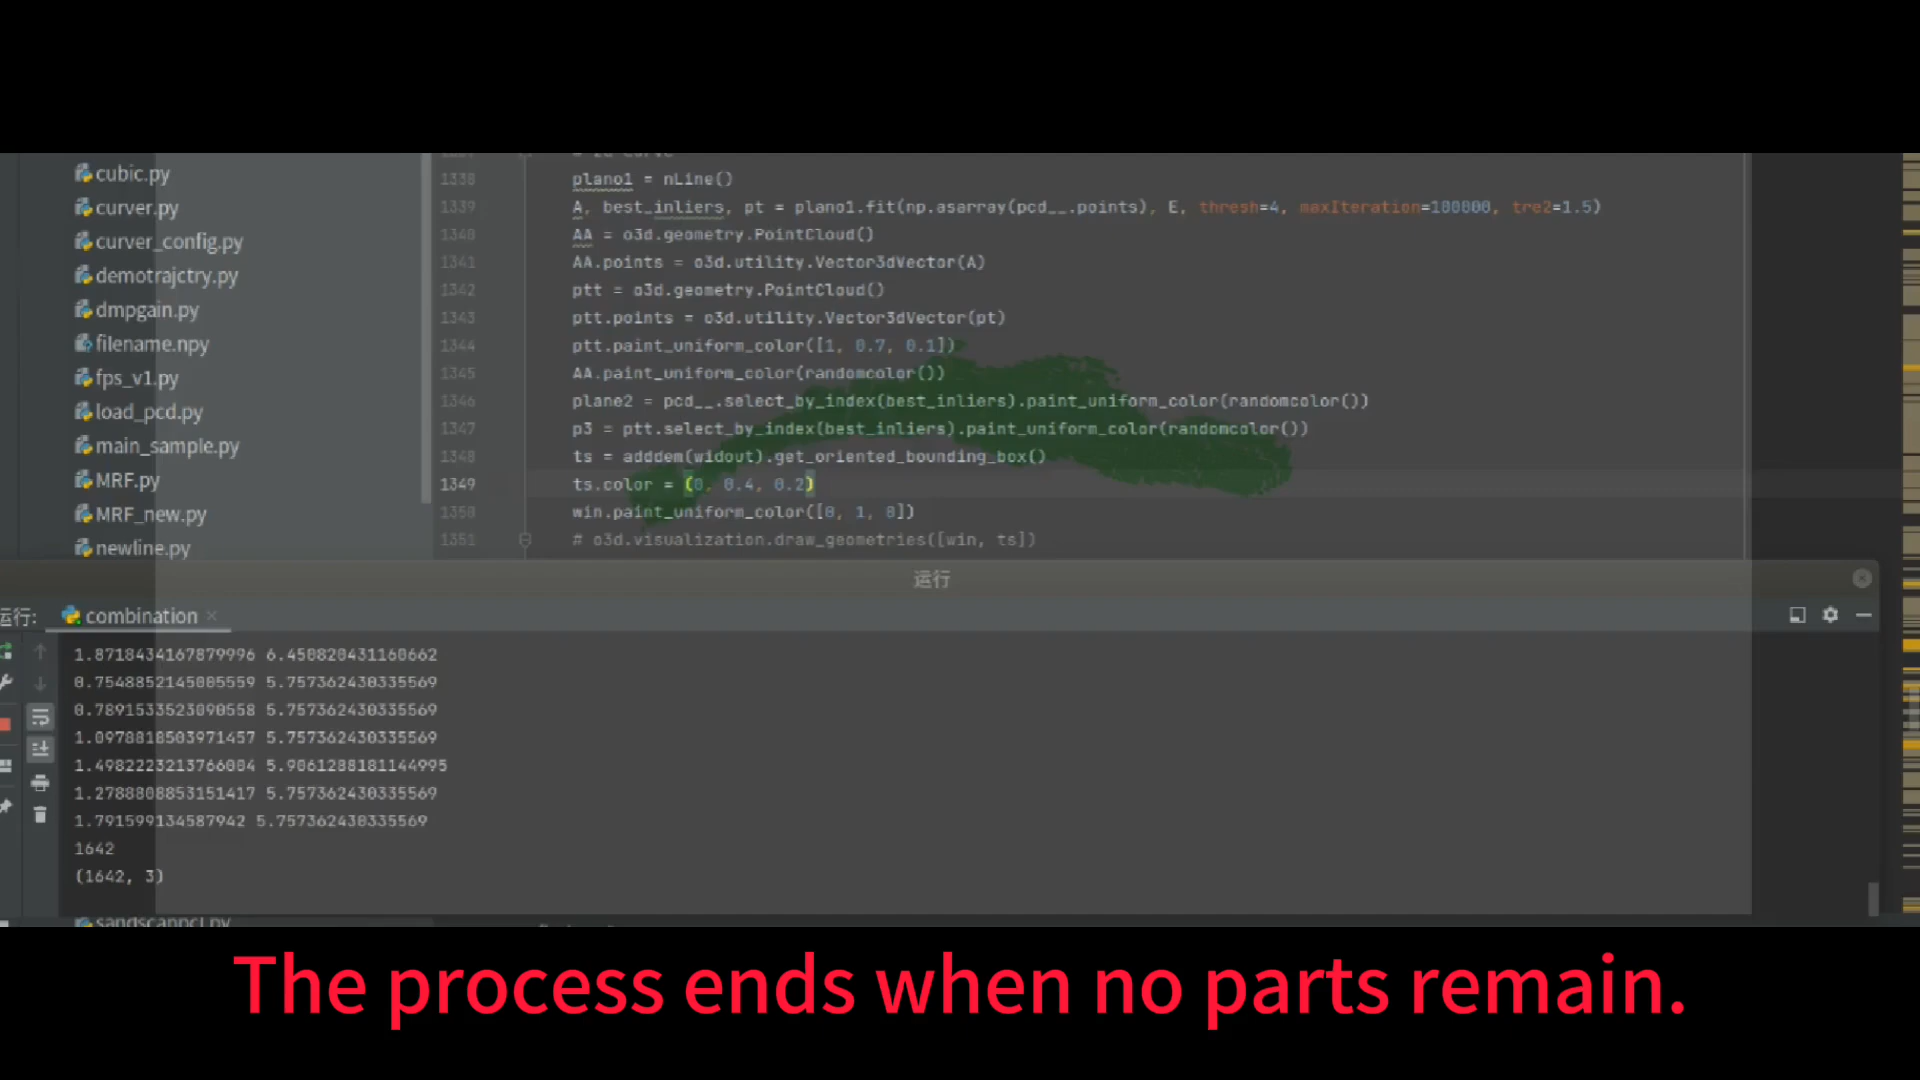 cubic.py
curver.py
curver_config.py
demotrajctry.py
dmpgain.py
filename.npy
fps_v1.py
load_pcd.py
main_sample.py
MRF.py
MRF_new.py
newline.py
1338 plano1 = nLine()
1339 A, best_inliers, pt = plano1.fit(np.asarray(pcd__.points), E, thresh=4, maxIteration=100000, tre2=1.5)
1340 AA = o3d.geometry.PointCloud()
1341 AA.points = o3d.utility.Vector3dVector(A)
1342 ptt = o3d.geometry.PointCloud()
1343 ptt.points = o3d.utility.Vector3dVector(pt)
1344 ptt.paint_uniform_color([1, 0.7, 0.1])
1345 AA.paint_uniform_color(randomcolor())
1346 plane2 = pcd__.select_by_index(best_inliers).paint_uniform_color(randomcolor())
1347 p3 = ptt.select_by_index(best_inliers).paint_uniform_color(randomcolor())
1348 ts = adddem(widout).get_oriented_bounding_box()
1349 ts.color = (0, 0.4, 0.2)
1350 win.paint_uniform_color([0, 1, 0])
1351 # o3d.visualization.draw_geometries([win, ts])
运行
运行: combination
1.8718434167879996 6.450820431160662
0.7548852145005559 5.757362430335569
0.7891533523090558 5.757362430335569
1.0978818503971457 5.757362430335569
1.4982223213766004 5.9061288181144995
1.2788808853151417 5.757362430335569
1.791599134587942 5.757362430335569
1642
(1642, 3)
The process ends when no parts remain.